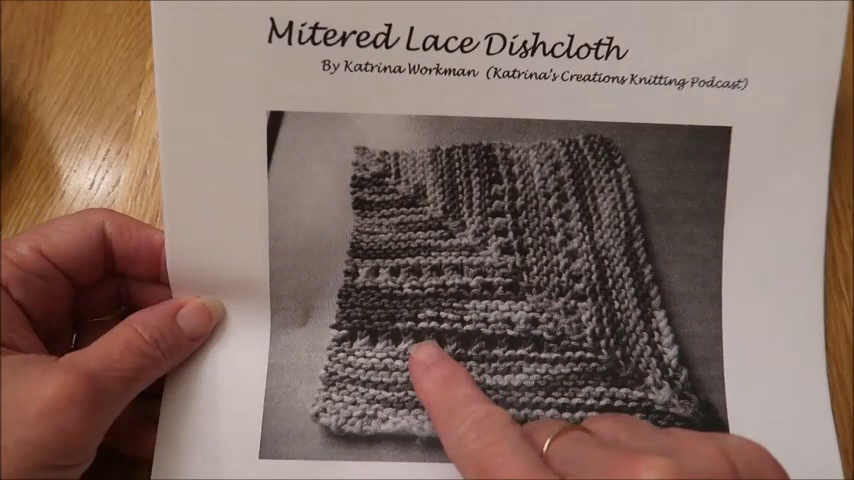 Mitered Lace Dishcloth
By Katrina Workman (Katrina's Creations Knitting Podcast)